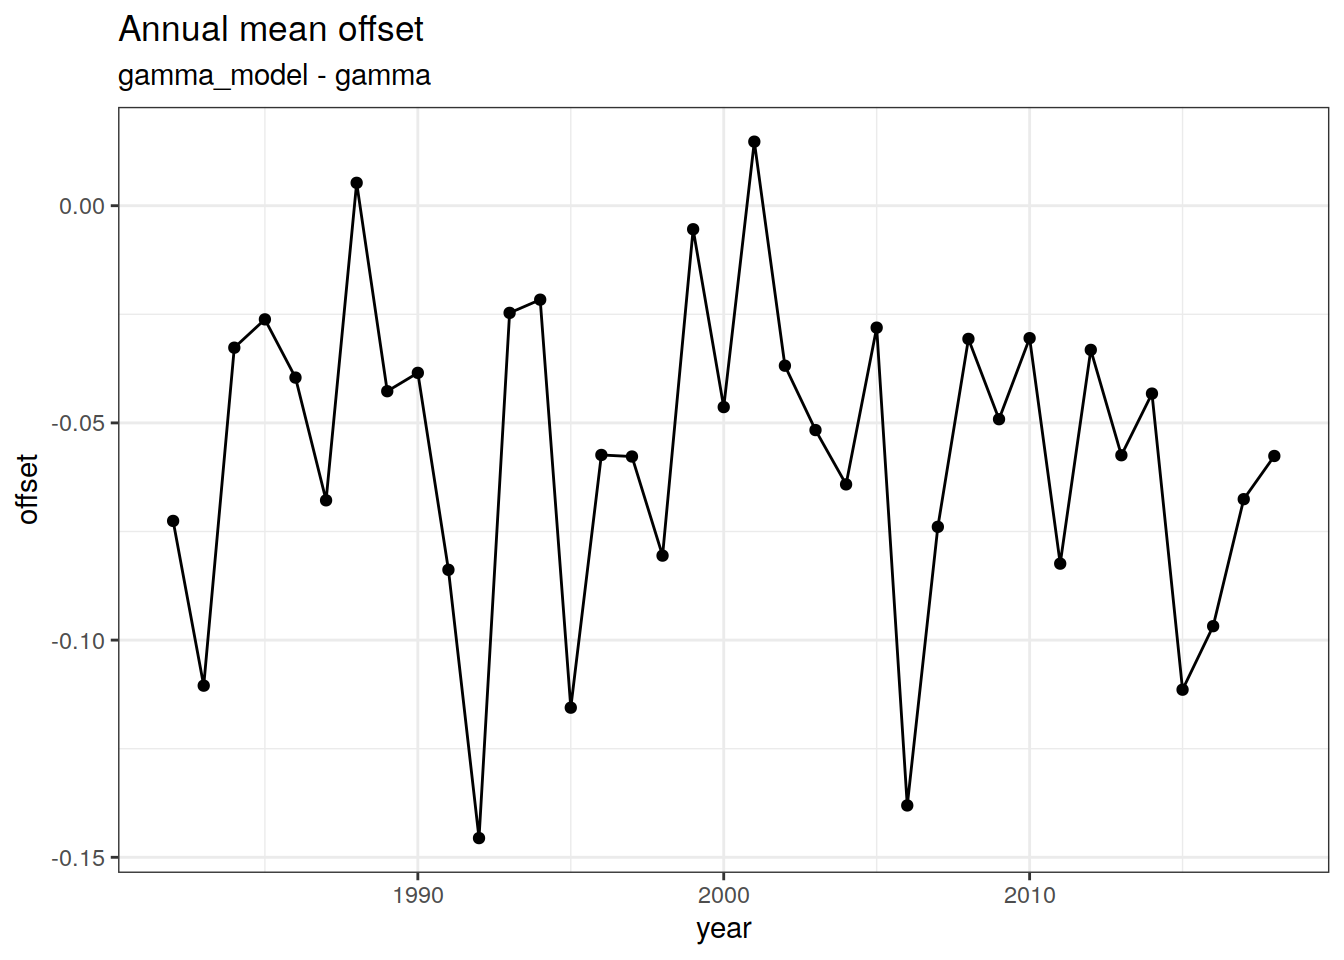 Annual mean offset
gamma_model - gamma
0.00
-0.05
-0.10
-0.15
offset
1990 2000 2010
year